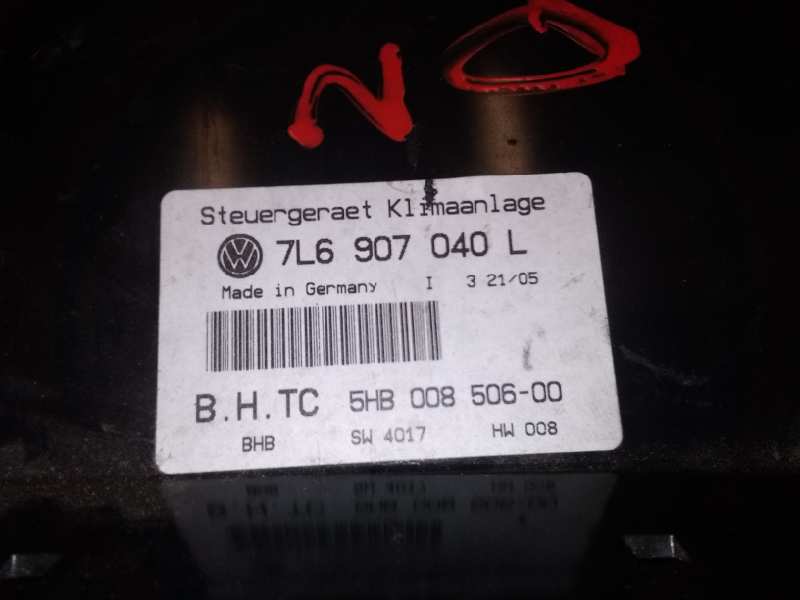 NO
Steuergeraet Klimaanlage
7L6 907 040 L
Made in Germany I 3 21/05
B.H.TC 5HB 008 506-00
BHB SW 4017 HW 008